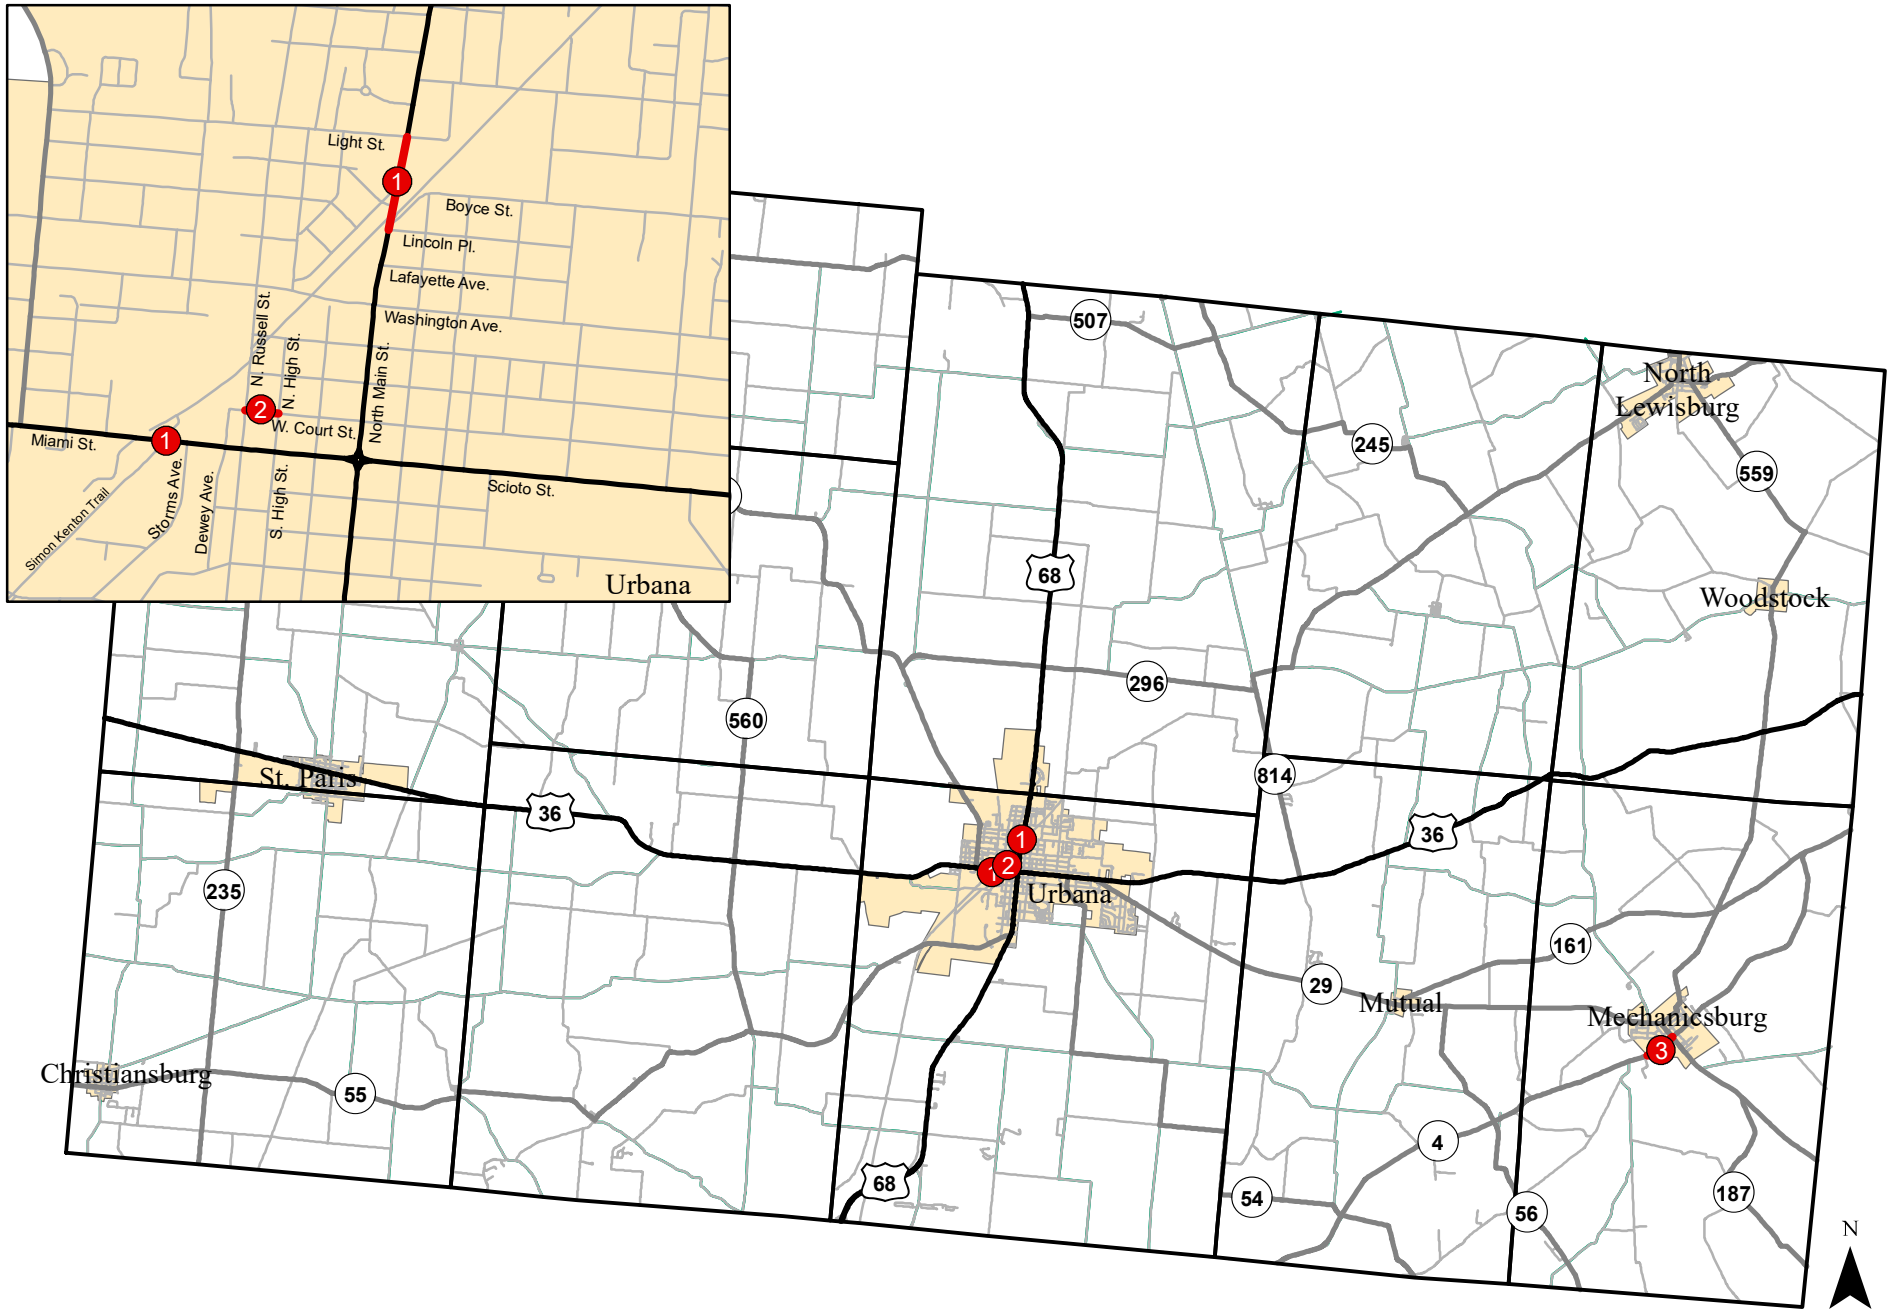 Light St.
1
Boyce St.
Lincoln Pl.
Lafayette Ave.
Washington Ave.
N. Russell St.
N. High St.
North Main St.
2
W. Court St.
1
Miami St.
Scioto St.
Simon Kenton Trail
Storms Ave.
Dewey Ave.
S. High St.
Urbana
507
North
Lewisburg
245
559
68
Woodstock
296
560
814
St. Paris
36
36
1
1
2
Urbana
235
161
29
Mutual
Mechanicsburg
3
Christiansburg
55
4
68
54
56
187
N